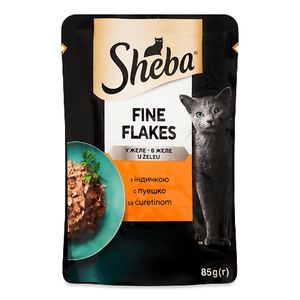 Sheba
FINE
FLAKES
У ЖЕЛЕ - В ЖЕЛЕ
U ŽELEU
з індичкою
с пуешко
sa ćuretinom
85g(г)